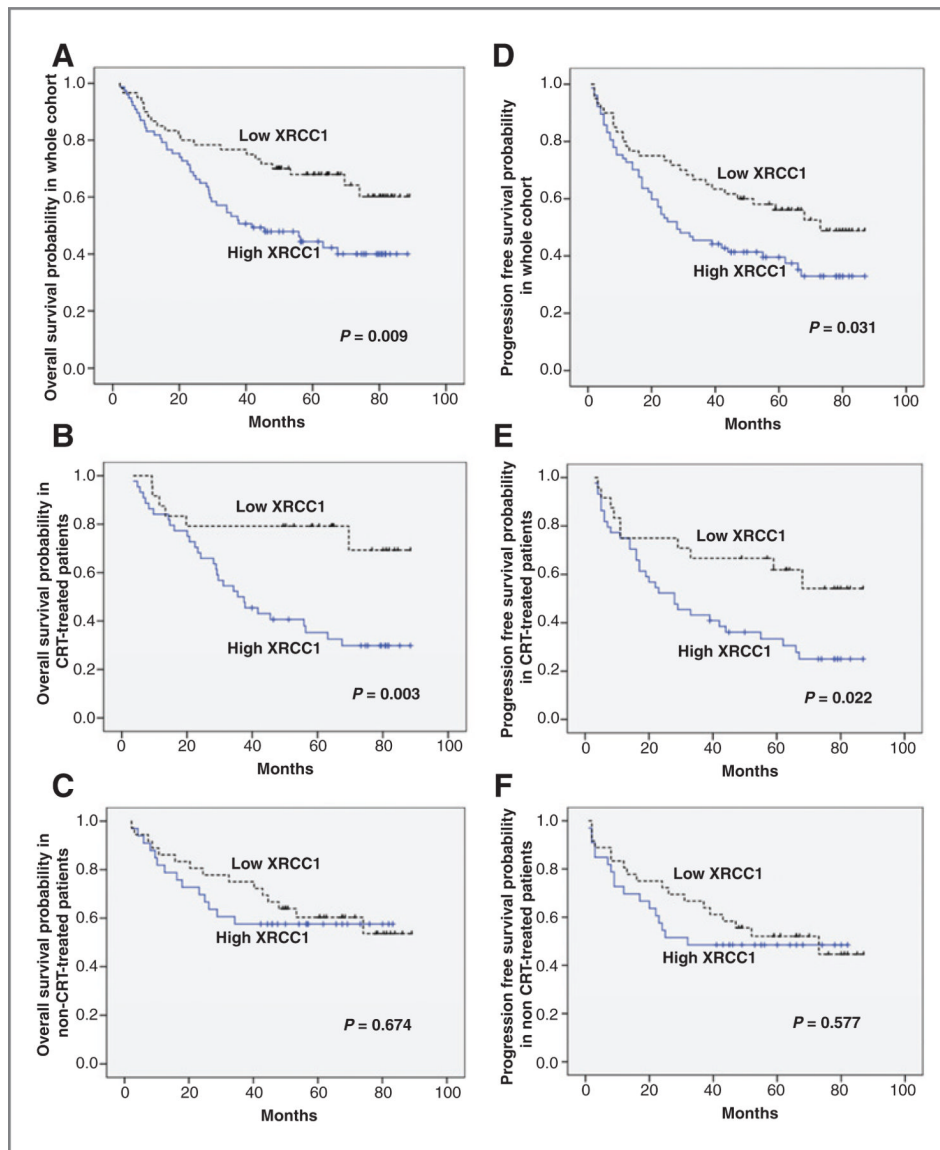 A
Overall survival probability in whole cohort
1.0
0.8
0.6
0.4
0.2
0.0
Low XRCC1
High XRCC1
P = 0.009
0 20 40 60 80 100
Months
D
Progression free survival probability
in whole cohort
1.0
0.8
0.6
0.4
0.2
0.0
Low XRCC1
High XRCC1
P = 0.031
0 20 40 60 80 100
Months
B
Overall survival probability in
CRT-treated patients
1.0
0.8
0.6
0.4
0.2
0.0
Low XRCC1
High XRCC1
P = 0.003
0 20 40 60 80 100
Months
E
Progression free survival probability
in CRT-treated patients
1.0
0.8
0.6
0.4
0.2
0.0
Low XRCC1
High XRCC1
P = 0.022
0 20 40 60 80 100
Months
C
Overall survival probability in
non-CRT-treated patients
1.0
0.8
0.6
0.4
0.2
0.0
Low XRCC1
High XRCC1
P = 0.674
0 20 40 60 80 100
Months
F
Progression free survival probability
in non CRT-treated patients
1.0
0.8
0.6
0.4
0.2
0.0
Low XRCC1
High XRCC1
P = 0.577
0 20 40 60 80 100
Months